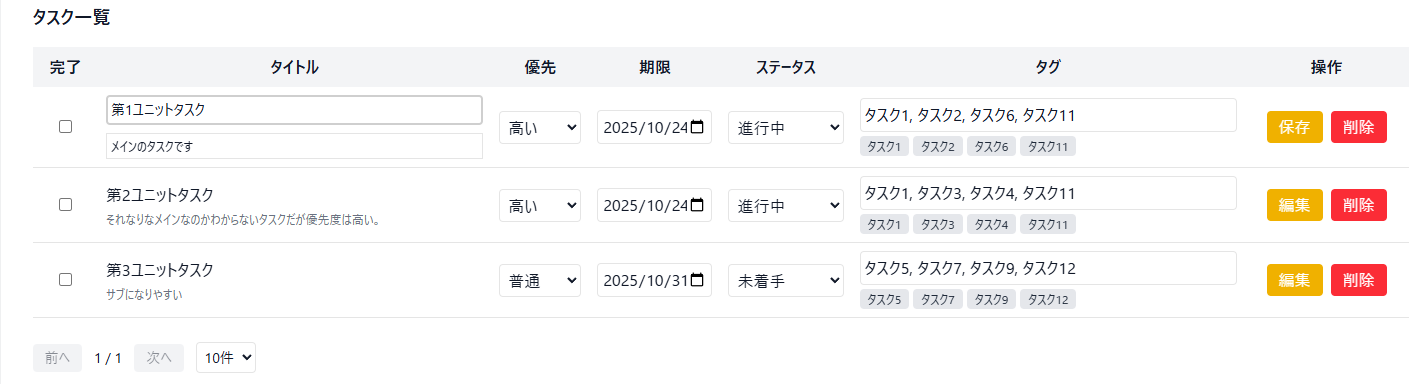 タスク一覧
完了 タイトル 優先 期限 ステータス タグ 操作
第1ユニットタスク
メインのタスクです
高い 2025/10/24 進行中
タスク1, タスク2, タスク6, タスク11
タスク1 タスク2 タスク6 タスク11
保存 削除
第2ユニットタスク
それなりなメインなのかわからないタスクだが優先度は高い。
高い 2025/10/24 進行中
タスク1, タスク3, タスク4, タスク11
タスク1 タスク3 タスク4 タスク11
編集 削除
第3ユニットタスク
サブになりやすい
普通 2025/10/31 未着手
タスク5, タスク7, タスク9, タスク12
タスク5 タスク7 タスク9 タスク12
編集 削除
前へ 1 / 1 次へ 10件